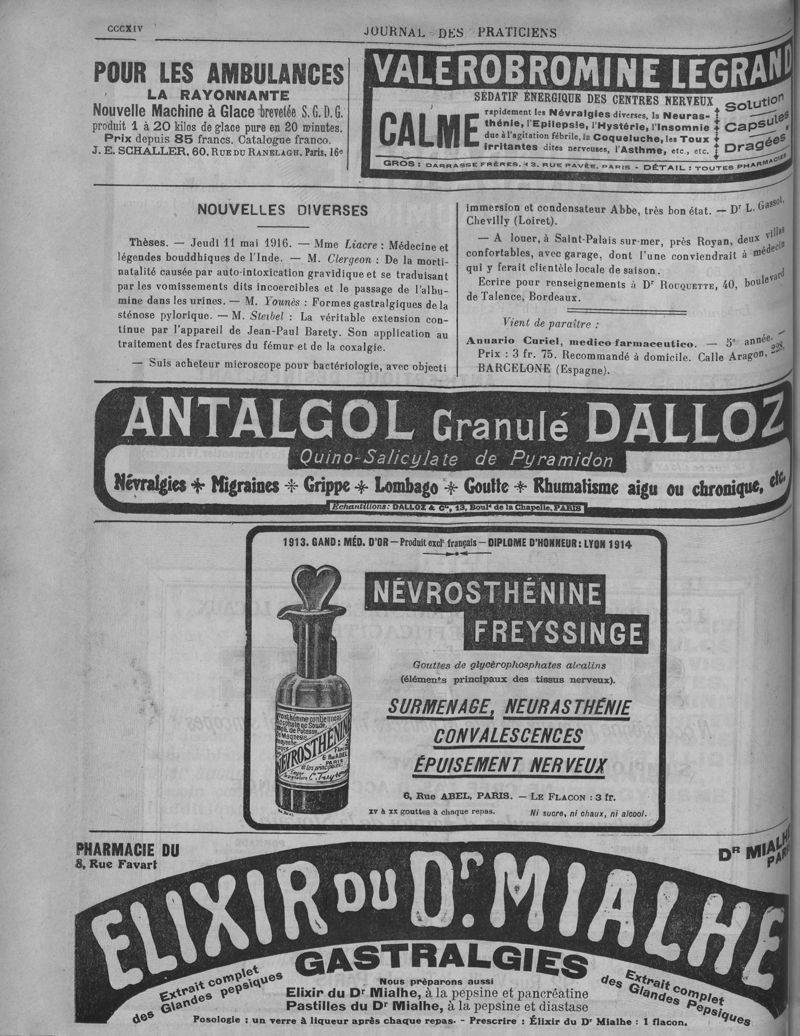 CCCXIV
JOURNAL DES PRATICIENS
POUR LES AMBULANCES
LA RAYONNANTE
Nouvelle Machine à Glace brevetée S. G. D. G.
produit 1 à 20 kilos de glace pure en 20 minutes.
Prix depuis 85 francs. Catalogue franco.
J. E. SCHALLER, 60, RUE DU RANELAGH, Paris, 16e
VALEROBROMINE LEGRAND
SÉDATIF ÉNERGIQUE DES CENTRES NERVEUX
CALME
rapidement les Névralgies diverses, la Neuras-
thénie, l'Epilepsie, l'Hystérie, l'Insomnie
due à l'agitation fébrile, la Coqueluche, les Toux
irritantes dites nerveuses, l'Asthme, etc., etc.
Solution
Capsules
Dragées
GROS: DARRASSE FRÈRES, 13, RUE PAVÉE, PARIS - DÉTAIL: TOUTES PHARMACIES
NOUVELLES DIVERSES
Thèses. — Jeudi 11 mai 1916. — Mme Liacre : Médecine et
légendes bouddhiques de l'Inde. — M. Clergeon : De la morti-
natalité causée par auto-intoxication gravidique et se traduisant
par les vomissements dits incoercibles et le passage de l'albu-
mine dans les urines. — M. Younès : Formes gastralgiques de la
sténose pylorique. — M. Steibel : La véritable extension con-
tinue par l'appareil de Jean-Paul Barety. Son application au
traitement des fractures du fémur et de la coxalgie.
— Suis acheteur microscope pour bactériologie, avec objecti
immersion et condensateur Abbe, très bon état. — Dr L. Gassot,
Chevilly (Loiret).
— A louer, à Saint-Palais sur-mer, près Royan, deux villas
confortables, avec garage, dont l'une conviendrait à médecin
qui y ferait clientèle locale de saison.
Ecrire pour renseignements à Dr ROUQUETTE, 40, boulevard
de Talence, Bordeaux.
Vient de paraître :
Anuario Curiel, medico-farmaceutico. — 5e année.
Prix : 3 fr. 75. Recommandé à domicile. Calle Aragon, 228,
BARCELONE (Espagne).
ANTALGOL Granulé DALLOZ
Quino-Salicylate de Pyramidon
Névralgies * Migraines * Grippe * Lombago * Goutte * Rhumatisme aigu ou chronique, etc.
Echantillons: DALLOZ & Cie, 13, Bould de la Chapelle, PARIS
1913. GAND: MÉD. D'OR — Produit exclt français — DIPLOME D'HONNEUR: LYON 1914
NÉVROSTHÉNINE
FREYSSINGE
Gouttes de glycérophosphates alcalins
(éléments principaux des tissus nerveux).
SURMENAGE, NEURASTHÉNIE
CONVALESCENCES
ÉPUISEMENT NERVEUX
6, Rue ABEL, PARIS. — LE FLACON : 3 fr.
XV à XX gouttes à chaque repas.
Ni sucre, ni chaux, ni alcool.
NÉVROSTHÉNINE
PARIS
PHARMACIE DU
8, Rue Favart
DR MIALHE
PARIS
ELIXIR DU Dr. MIALHE
GASTRALGIES
Extrait complet
des Glandes pepsiques
Extrait complet
des Glandes Pepsiques
Nous préparons aussi
Elixir du Dr Mialhe, à la pepsine et pancréatine
Pastilles du Dr Mialhe, à la pepsine et diastase
Posologie : un verre à liqueur après chaque repas. - Prescrire : Élixir du Dr Mialhe : 1 flacon.